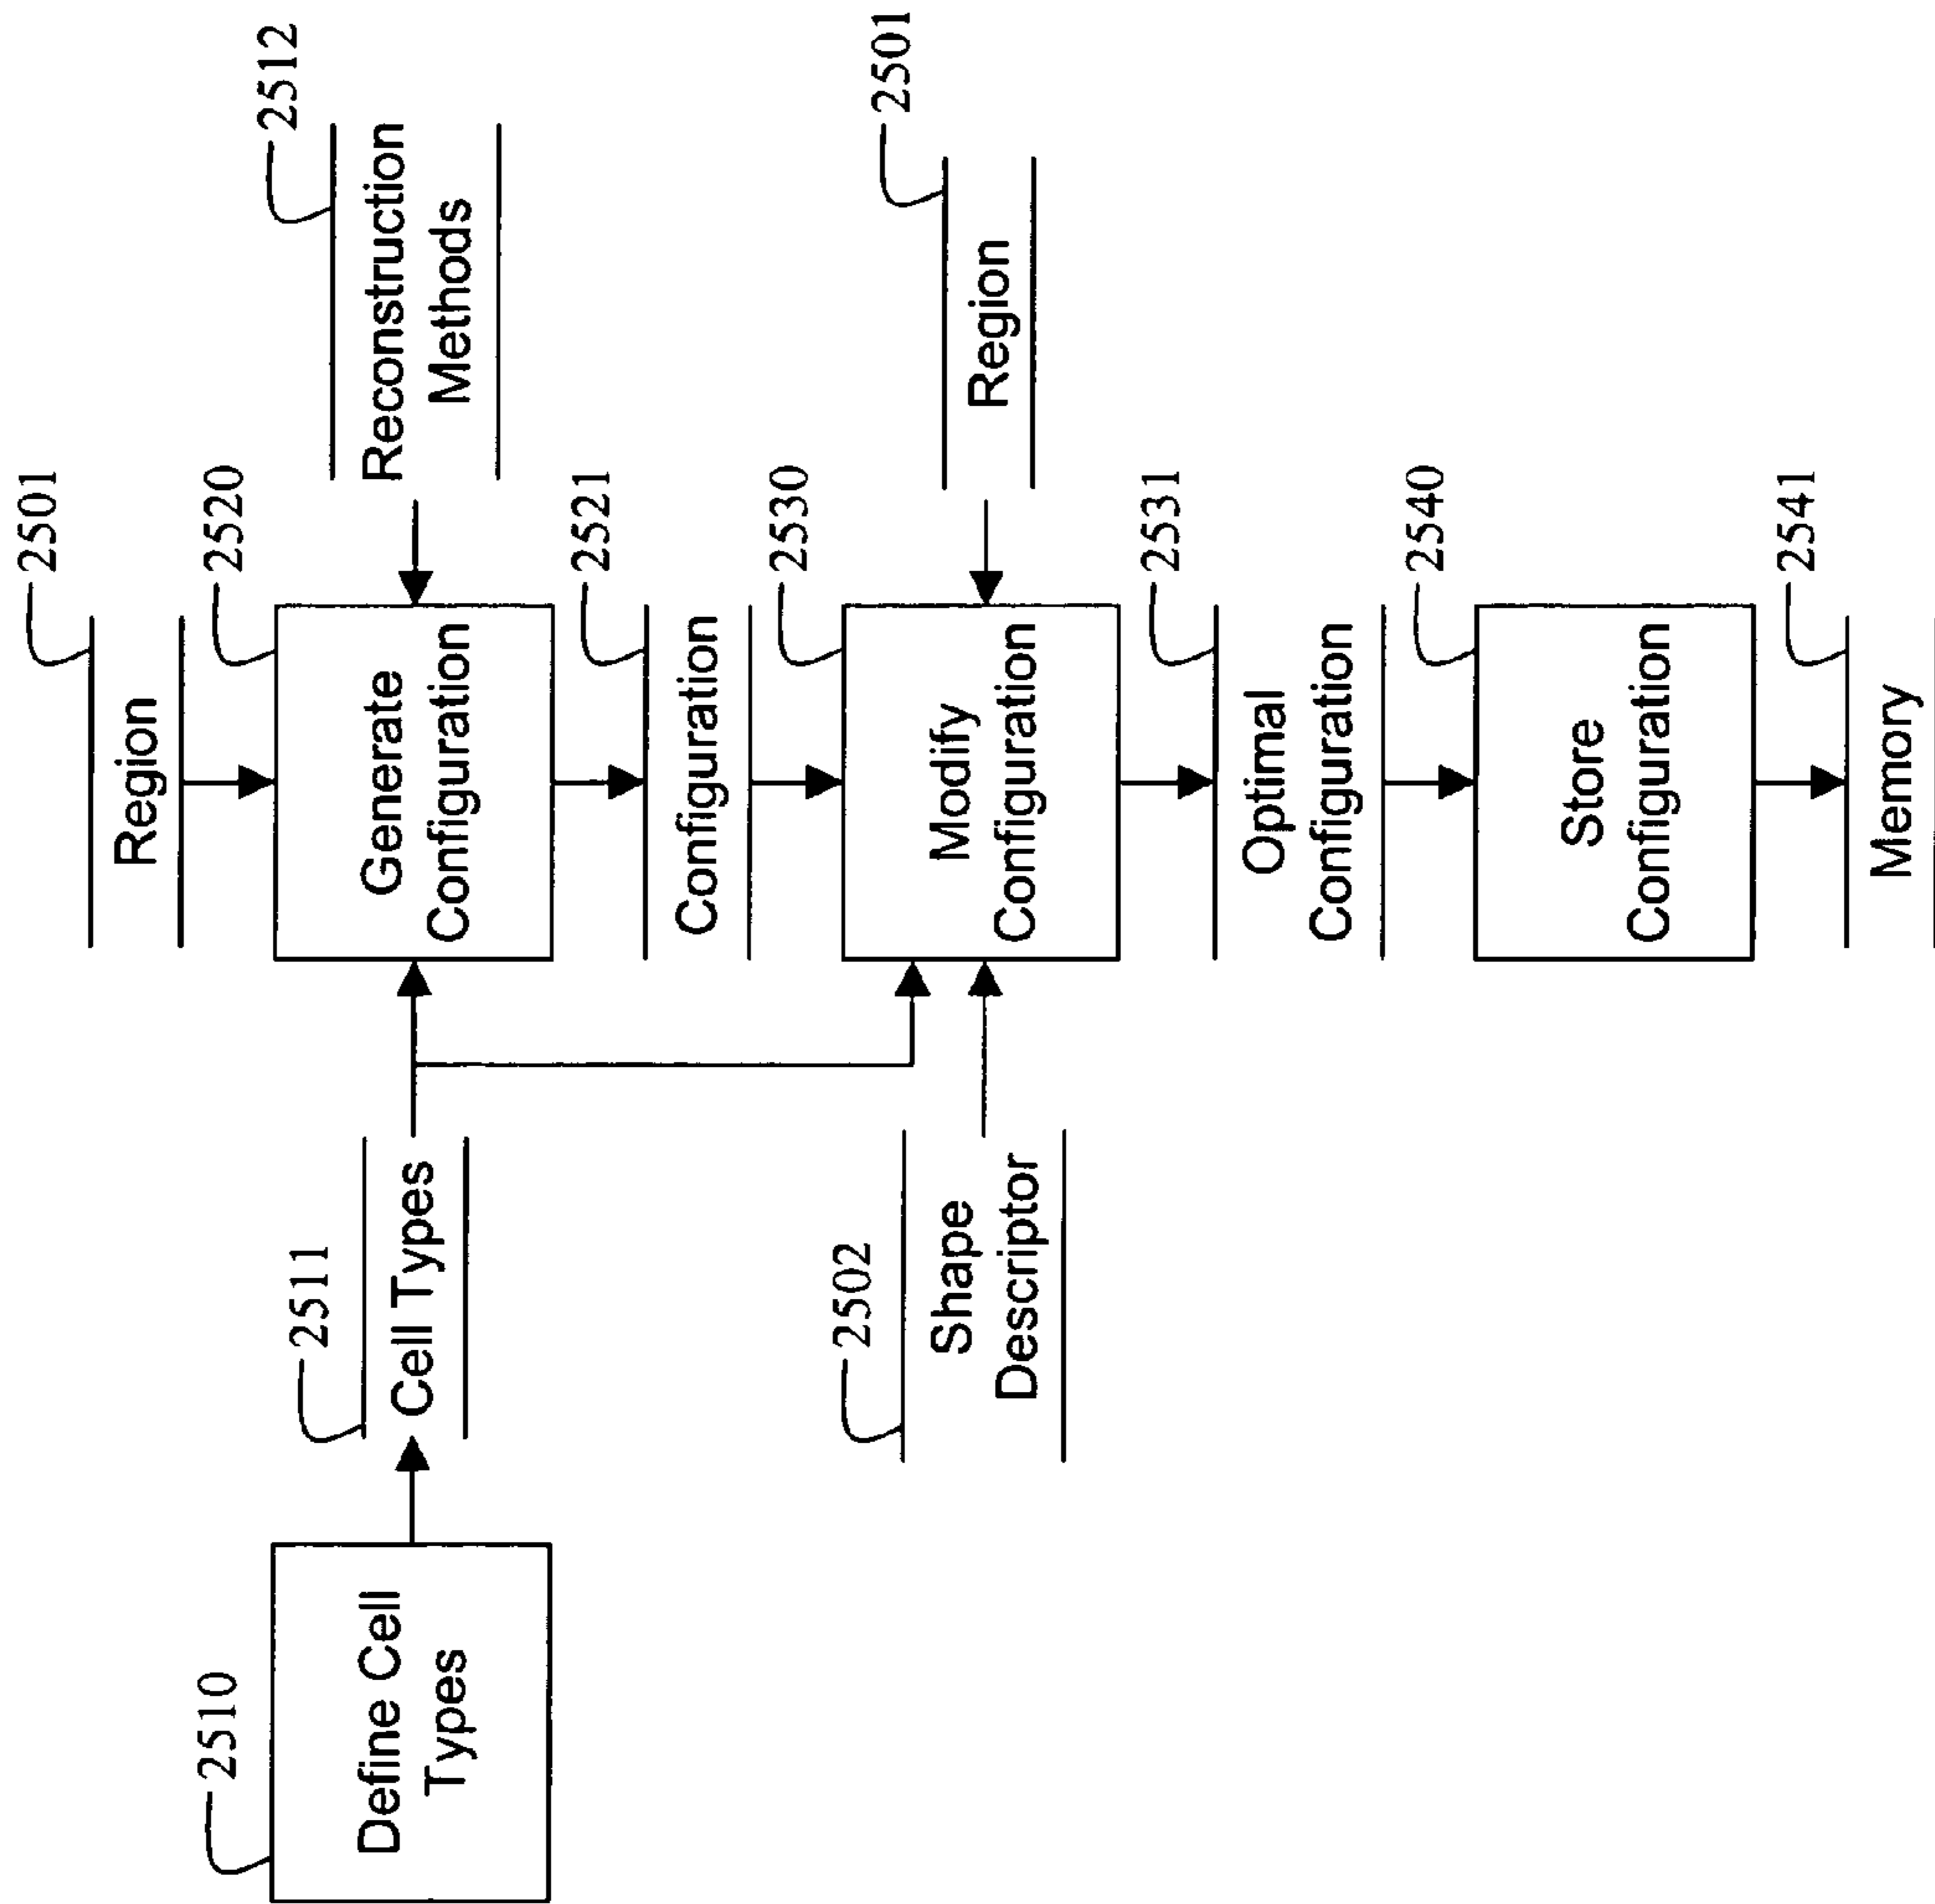 2501
Region
2510
Define Cell
Types
2511
Cell Types
2520
Generate
Configuration
2512
Reconstruction
Methods
2521
Configuration
2502
Shape
Descriptor
2530
Modify
Configuration
2501
Region
2531
Optimal
Configuration
2540
Store
Configuration
2541
Memory